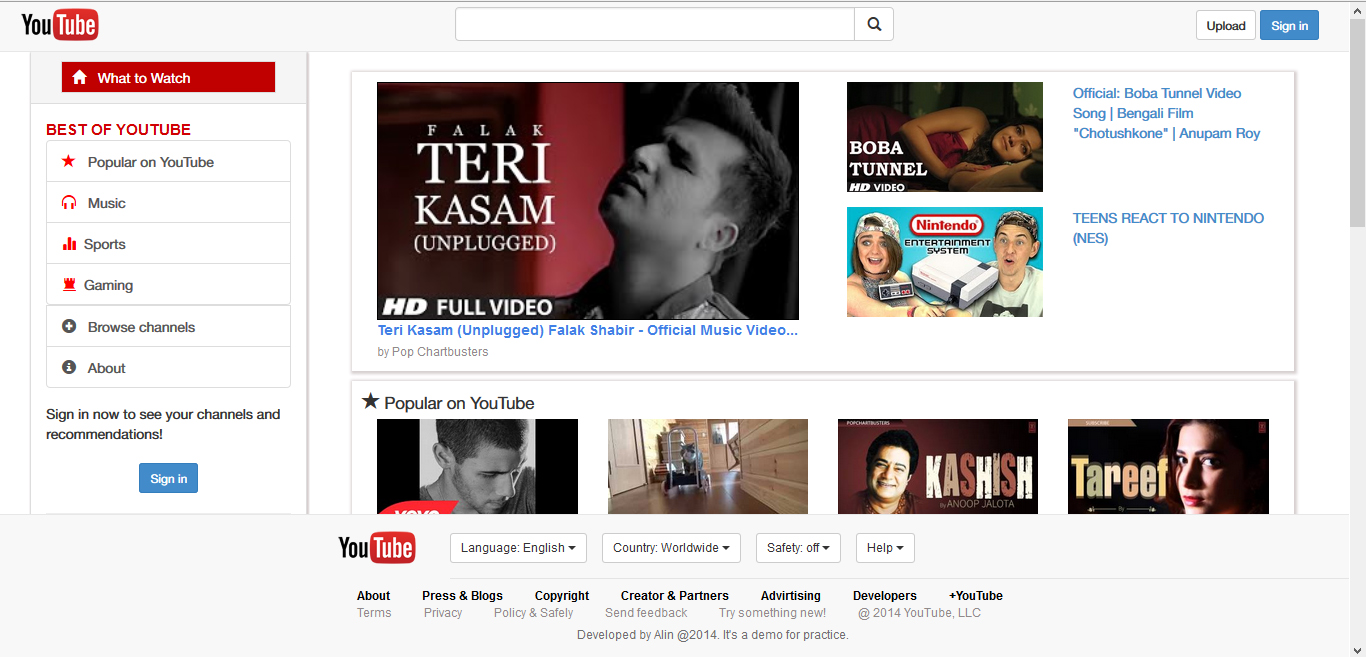 YouTube
Upload
Sign in
What to Watch
BEST OF YOUTUBE
Popular on YouTube
Music
Sports
Gaming
Browse channels
About
Sign in now to see your channels and
recommendations!
Sign in
FALAK
TERI
KASAM
(UNPLUGGED)
HD FULL VIDEO
Teri Kasam (Unplugged) Falak Shabir - Official Music Video...
by Pop Chartbusters
BOBA
TUNNEL
HD VIDEO
Official: Boba Tunnel Video
Song | Bengali Film
"Chotushkone" | Anupam Roy
Nintendo
ENTERTAINMENT
SYSTEM
TEENS REACT TO NINTENDO
(NES)
Popular on YouTube
vevo
POPCHARTBUSTERS
KASHISH
By ANOOP JALOTA
SUBSCRIBE
Tareef
By
YouTube
Language: English
Country: Worldwide
Safety: off
Help
About Press & Blogs Copyright Creator & Partners Advirtising Developers +YouTube
Terms Privacy Policy & Safely Send feedback Try something new! @ 2014 YouTube, LLC
Developed by Alin @2014. It's a demo for practice.